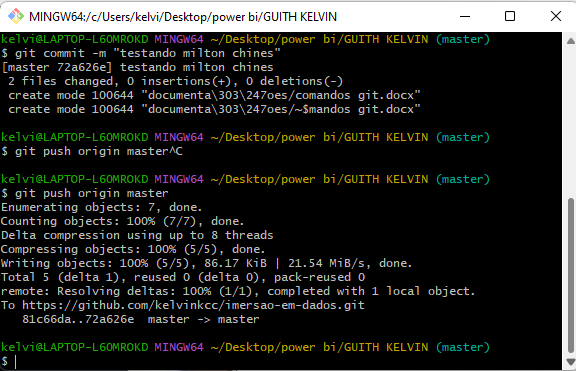 MINGW64:/c/Users/kelvi/Desktop/power bi/GUITH KELVIN
kelvi@LAPTOP-L6OMROKD MINGW64 ~/Desktop/power bi/GUITH KELVIN (master)
$ git commit -m "testando milton chines"
[master 72a626e] testando milton chines
 2 files changed, 0 insertions(+), 0 deletions(-)
 create mode 100644 "documenta\303\247oes/comandos git.docx"
 create mode 100644 "documenta\303\247oes/~$mandos git.docx"
kelvi@LAPTOP-L6OMROKD MINGW64 ~/Desktop/power bi/GUITH KELVIN (master)
$ git push origin master^C
kelvi@LAPTOP-L6OMROKD MINGW64 ~/Desktop/power bi/GUITH KELVIN (master)
$ git push origin master
Enumerating objects: 7, done.
Counting objects: 100% (7/7), done.
Delta compression using up to 8 threads
Compressing objects: 100% (5/5), done.
Writing objects: 100% (5/5), 86.17 KiB | 21.54 MiB/s, done.
Total 5 (delta 1), reused 0 (delta 0), pack-reused 0
remote: Resolving deltas: 100% (1/1), completed with 1 local object.
To https://github.com/kelvinkcc/imersao-em-dados.git
   81c66da..72a626e  master -> master
kelvi@LAPTOP-L6OMROKD MINGW64 ~/Desktop/power bi/GUITH KELVIN (master)
$